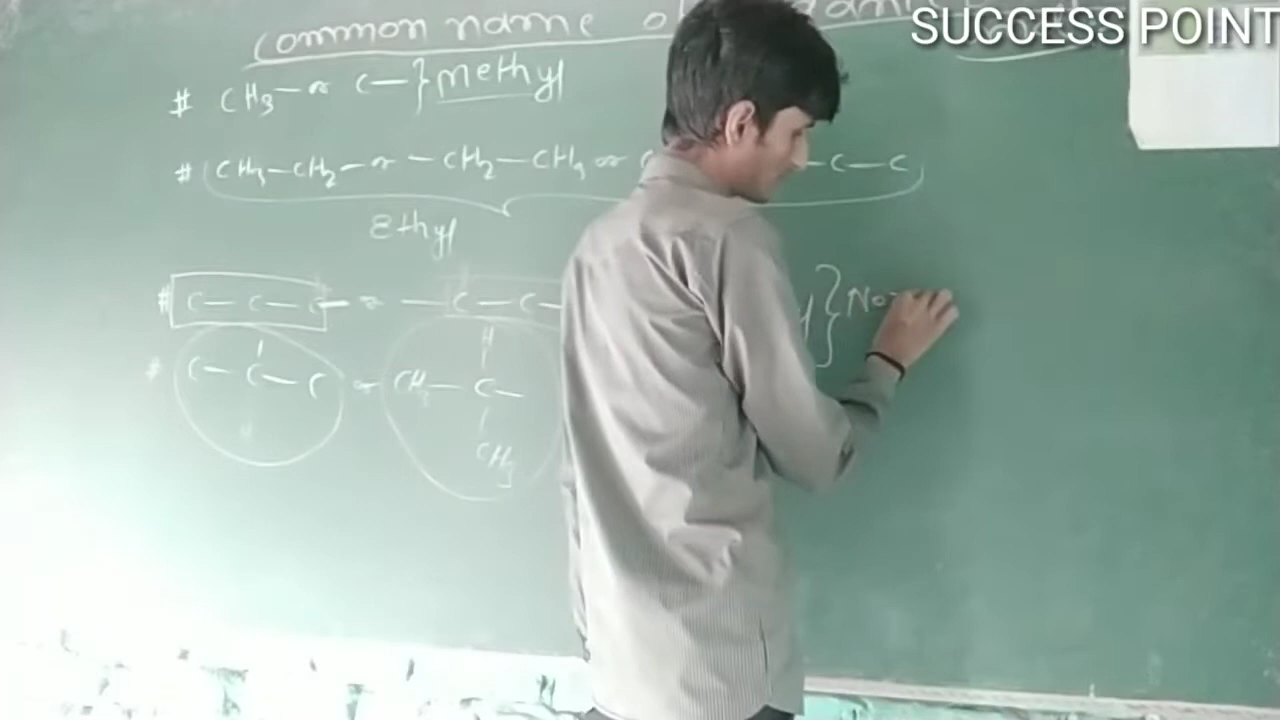 SUCCESS POINT
Common name
# CH3— or C— } Methyl
# CH3—CH2— or —CH2—CH3 or —C—C
Ethyl
# C—C—C— or —C—C—
} No
H
* C—C—C or CH3—C—
CH3